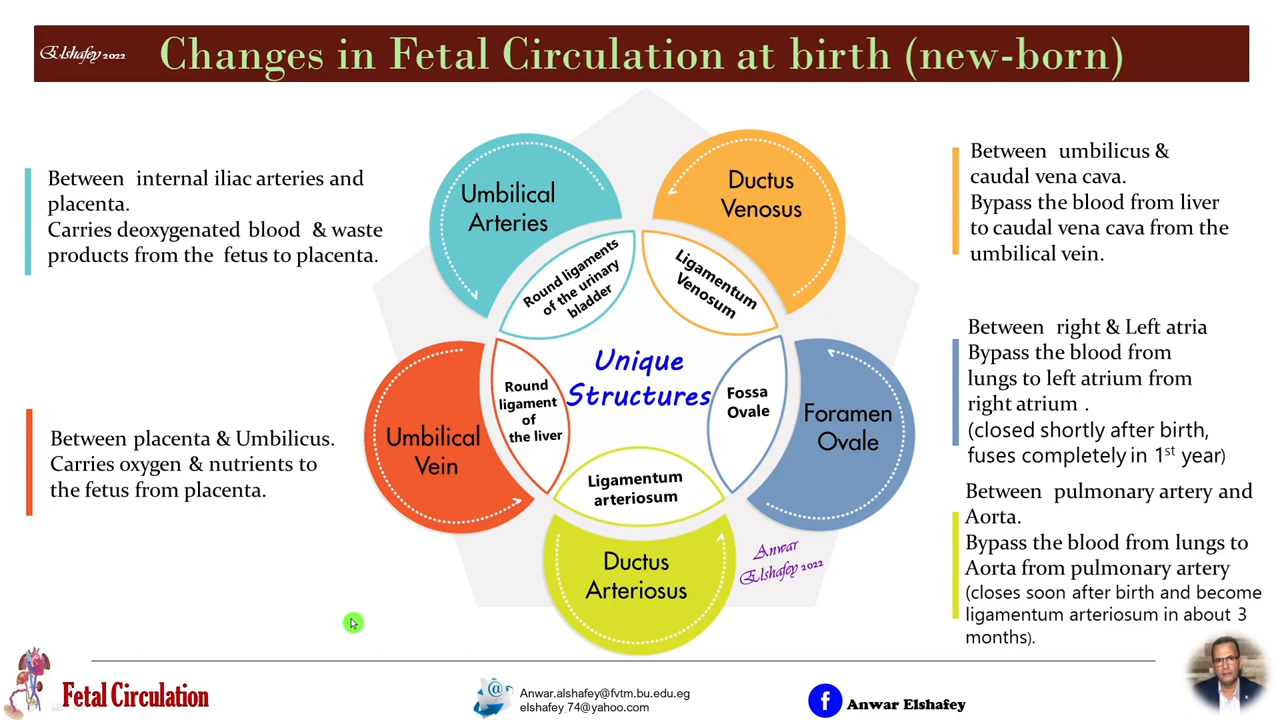 Elshafey 2022
Changes in Fetal Circulation at birth (new-born)
Between internal iliac arteries and
placenta.
Carries deoxygenated blood & waste
products from the fetus to placenta.
Between placenta & Umbilicus.
Carries oxygen & nutrients to
the fetus from placenta.
Umbilical
Arteries
Round ligaments
of the urinary
bladder
Ductus
Venosus
Ligamentum
Venosum
Umbilical
Vein
Round
ligament
of
the liver
Unique
Structures
Fossa
Ovale
Foramen
Ovale
Ligamentum
arteriosum
Ductus
Arteriosus
Anwar
Elshafey 2022
Between umbilicus &
caudal vena cava.
Bypass the blood from liver
to caudal vena cava from the
umbilical vein.
Between right & Left atria
Bypass the blood from
lungs to left atrium from
right atrium .
(closed shortly after birth,
fuses completely in 1st year)
Between pulmonary artery and
Aorta.
Bypass the blood from lungs to
Aorta from pulmonary artery
(closes soon after birth and become
ligamentum arteriosum in about 3
months).
Fetal Circulation
@
Anwar.alshafey@fvtm.bu.edu.eg
elshafey_74@yahoo.com
f
Anwar Elshafey